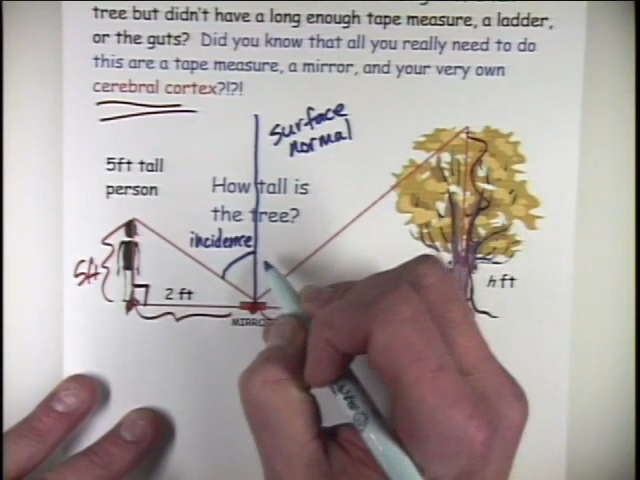 tree but didn't have a long enough tape measure, a ladder,
or the guts? Did you know that all you really need to do
this are a tape measure, a mirror, and your very own
cerebral cortex?!?!
surface
normal
5ft tall
person
How tall is
the tree?
incidence
5ft
2 ft
h ft